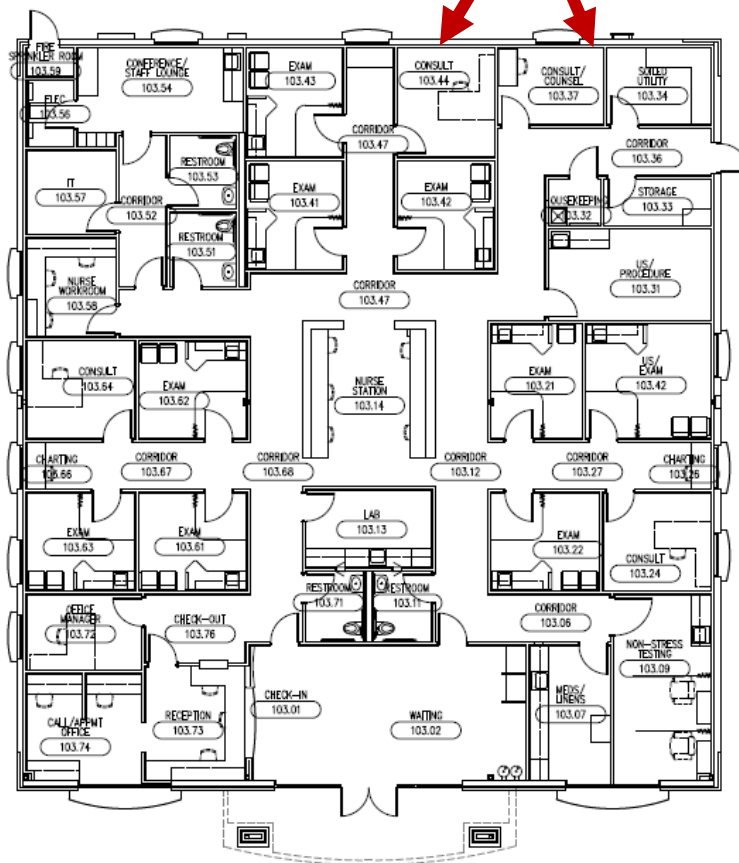 FIRE
SPRINKLER ROOM
103.59
CONFERENCE/
STAFF LOUNGE
103.54
EXAM
103.43
CONSULT
103.44
CONSULT/
COUNSEL
103.37
SOILED
UTILITY
103.34
ELEC.
103.56
CORRIDOR
103.47
CORRIDOR
103.36
RESTROOM
103.53
IT
103.57
CORRIDOR
103.52
EXAM
103.41
EXAM
103.42
HOUSEKEEPING
103.32
STORAGE
103.33
RESTROOM
103.51
NURSE
WORKROOM
103.58
CORRIDOR
103.47
US/
PROCEDURE
103.31
CONSULT
103.64
EXAM
103.62
NURSE
STATION
103.14
EXAM
103.21
US/
EXAM
103.42
CHARTING
103.66
CORRIDOR
103.67
CORRIDOR
103.68
CORRIDOR
103.12
CORRIDOR
103.27
CHARTING
103.26
EXAM
103.63
EXAM
103.61
LAB
103.13
EXAM
103.22
CONSULT
103.24
RESTROOM
103.71
RESTROOM
103.11
OFFICE
MANAGER
103.72
CHECK-OUT
103.76
CORRIDOR
103.06
NON-STRESS
TESTING
103.09
CHECK-IN
103.01
WAITING
103.02
MEDS/
LINENS
103.07
CALL/APPMT
OFFICE
103.74
RECEPTION
103.73